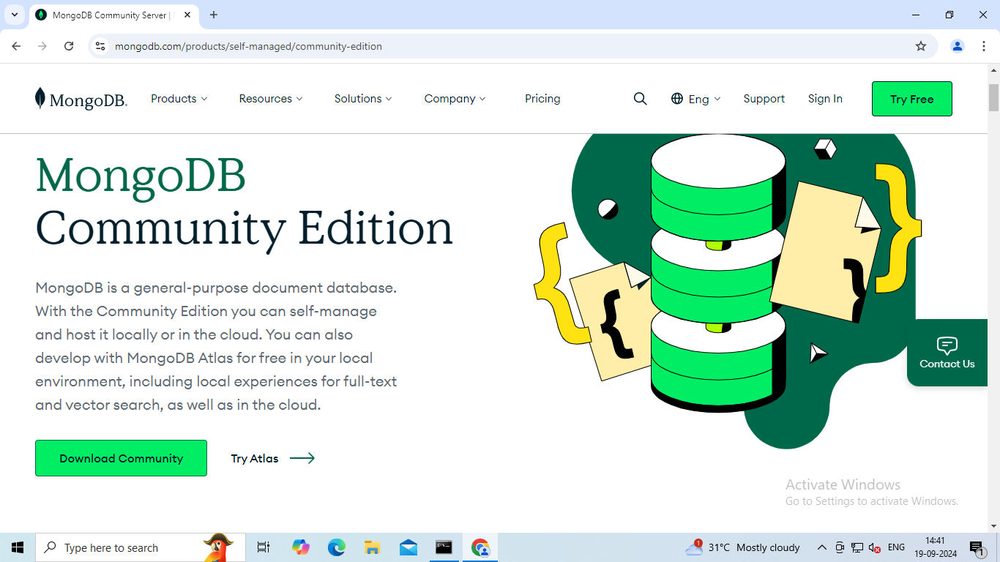 MongoDB Community Server |
mongodb.com/products/self-managed/community-edition
MongoDB.
Products
Resources
Solutions
Company
Pricing
Eng
Support
Sign In
Try Free
MongoDB
Community Edition
MongoDB is a general-purpose document database.
With the Community Edition you can self-manage
and host it locally or in the cloud. You can also
develop with MongoDB Atlas for free in your local
environment, including local experiences for full-text
and vector search, as well as in the cloud.
Download Community
Try Atlas
{
{
}
}
Contact Us
Activate Windows
Go to Settings to activate Windows.
Type here to search
1
31°C Mostly cloudy
ENG
14:41
19-09-2024
1